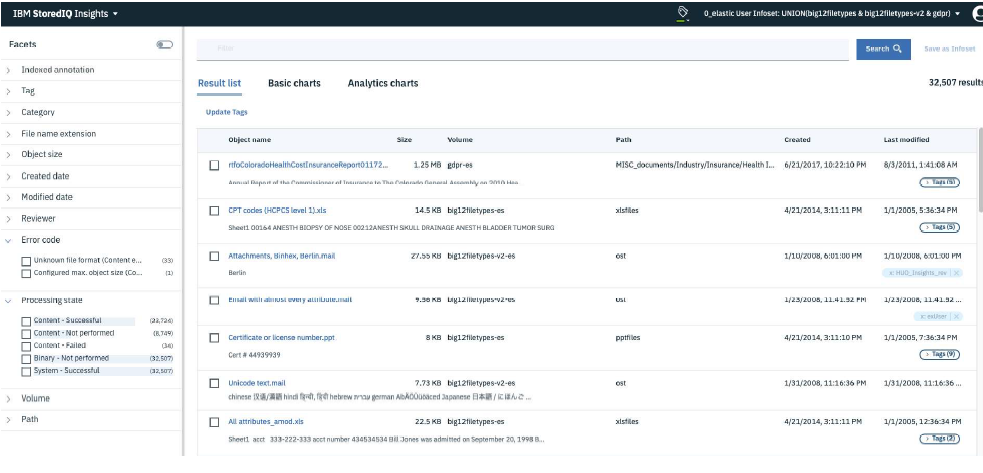 IBM StoredIQ Insights
0_elastic User Infoset: UNION(big12filetypes & big12filetypes-v2 & gdpr)
Facets
Filter
Search
Save as Infoset
Indexed annotation
Tag
Category
File name extension
Object size
Created date
Modified date
Reviewer
Error code
Unknown file format (Content e... (33)
Configured max. object size (Co... (1)
Processing state
Content - Successful (23,724)
Content - Not performed (8,749)
Content - Failed (34)
Binary - Not performed (32,507)
System - Successful (32,507)
Volume
Path
Result list Basic charts Analytics charts
32,507 results
Update Tags
Object name Size Volume Path Created Last modified
rtfoColoradoHealthCostInsuranceReport01172... 1.25 MB gdpr-es MISC_documents/Industry/Insurance/Health I... 6/21/2017, 10:22:10 PM 8/3/2011, 1:41:08 AM
Annual Report of the Commissioner of Insurance to The Colorado General Assembly on 2010 Hea...
Tags (5)
CPT codes (HCPCS level 1).xls 14.5 KB big12filetypes-es xlsfiles 4/21/2014, 3:11:11 PM 1/1/2005, 5:36:34 PM
Sheet1 00164 ANESTH BIOPSY OF NOSE 00212ANESTH SKULL DRAINAGE ANESTH BLADDER TUMOR SURG
Tags (5)
Attachments, Binhex, Berlin.mail 27.55 KB big12filetypes-v2-es ost 1/10/2008, 6:01:00 PM 1/10/2008, 6:01:00 PM
Berlin
x: HUO_Insights_rev
Email with almost every attribute.mail 9.36 KB big12filetypes-v2-es ost 1/23/2008, 11:41:32 PM 1/23/2008, 11:41:32 ...
x: exUser
Certificate or license number.ppt 8 KB big12filetypes-es pptfiles 4/21/2014, 3:11:10 PM 1/1/2005, 7:36:34 PM
Cert # 44939939
Tags (9)
Unicode text.mail 7.73 KB big12filetypes-v2-es ost 1/31/2008, 11:16:36 PM 1/31/2008, 11:16:36 ...
chinese 汉语/漢語 hindi हिन्दी, हिंदी hebrew עברית german AibÄÖÜüblaced Japanese 日本語 / にほんご ...
All attributes_amod.xls 22.5 KB big12filetypes-es xlsfiles 4/21/2014, 3:11:11 PM 1/1/2005, 12:36:34 PM
Sheet1 acct 333-222-333 acct number 434534534 Bill Jones was admitted on September 20, 1998 B...
Tags (2)